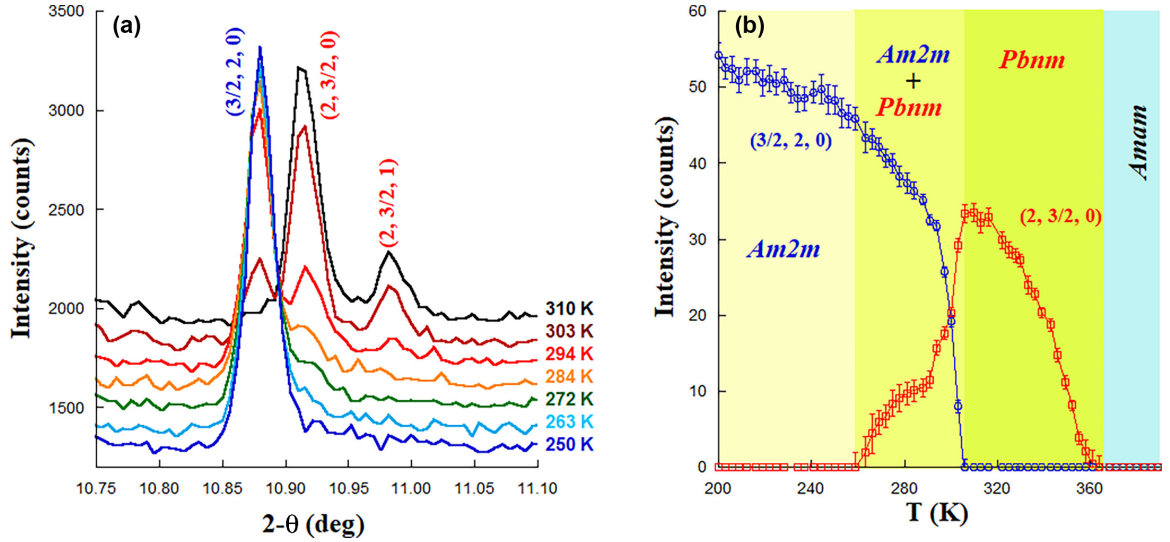 (a)
(3/2, 2, 0)
(2, 3/2, 0)
(2, 3/2, 1)
Intensity (counts)
3500
3000
2500
2000
1500
310 K
303 K
294 K
284 K
272 K
263 K
250 K
10.75 10.80 10.85 10.90 10.95 11.00 11.05 11.10
2-θ (deg)
(b)
Am2m
+
Pbnm
Pbnm
Amam
(3/2, 2, 0)
(2, 3/2, 0)
Am2m
Intensity (counts)
60
50
40
30
20
10
0
200 280 320 360
T (K)